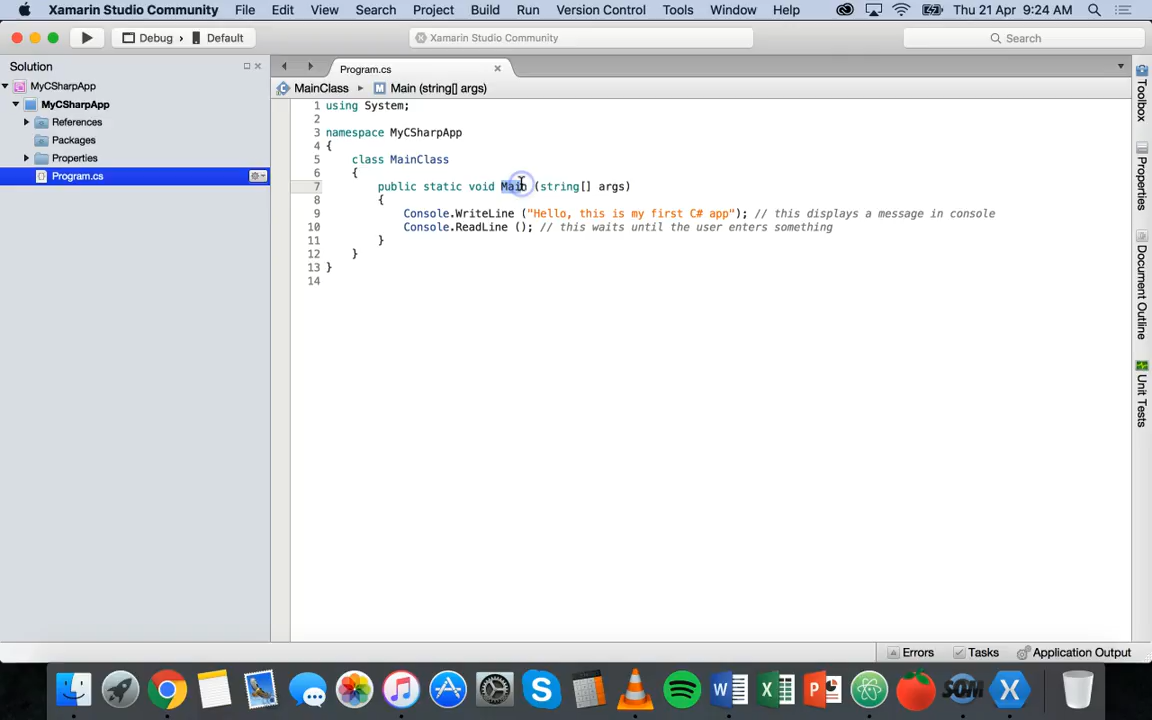 Xamarin Studio Community File Edit View Search Project Build Run Version Control Tools Window Help Thu 21 Apr 9:24 AM
Debug › Default Xamarin Studio Community Search
Solution
MyCSharpApp
MyCSharpApp
References
Packages
Properties
Program.cs
Program.cs
MainClass ▸ M Main (string[] args)
1 using System;
2
3 namespace MyCSharpApp
4 {
5 class MainClass
6 {
7 public static void Main (string[] args)
8 {
9 Console.WriteLine ("Hello, this is my first C# app"); // this displays a message in console
10 Console.ReadLine (); // this waits until the user enters something
11 }
12 }
13 }
14
Toolbox
Properties
Document Outline
Unit Tests
Errors Tasks Application Output
SOM